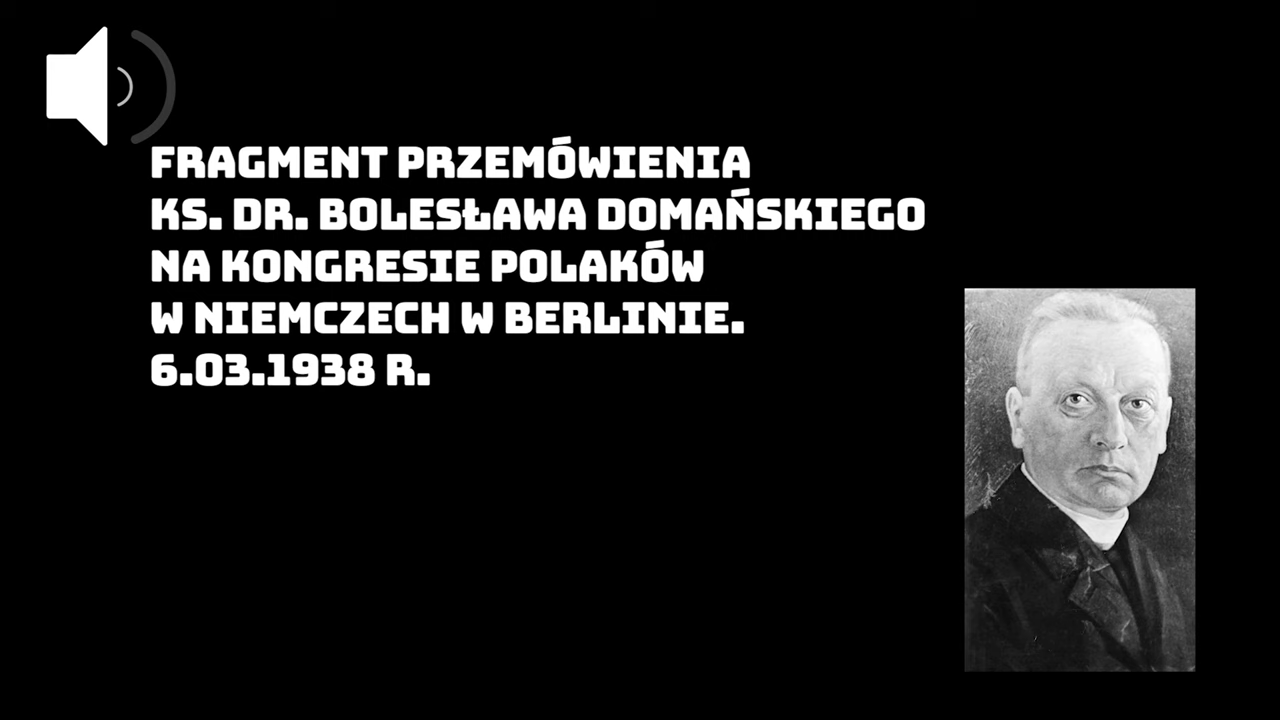 FRAGMENT PRZEMÓWIENIA
KS. DR. BOLESŁAWA DOMAŃSKIEGO
NA KONGRESIE POLAKÓW
W NIEMCZECH W BERLINIE.
6.03.1938 R.